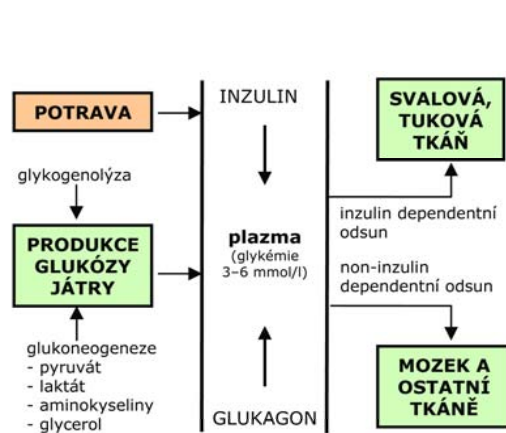 POTRAVA
glykogenolýza
PRODUKCE
GLUKÓZY
JÁTRY
glukoneogeneze
- pyruvát
- laktát
- aminokyseliny
- glycerol
INZULIN
plazma
(glykémie
3–6 mmol/l)
GLUKAGON
SVALOVÁ,
TUKOVÁ
TKÁŇ
inzulin dependentní
odsun
non-inzulin
dependentní odsun
MOZEK A
OSTATNÍ
TKÁNĚ